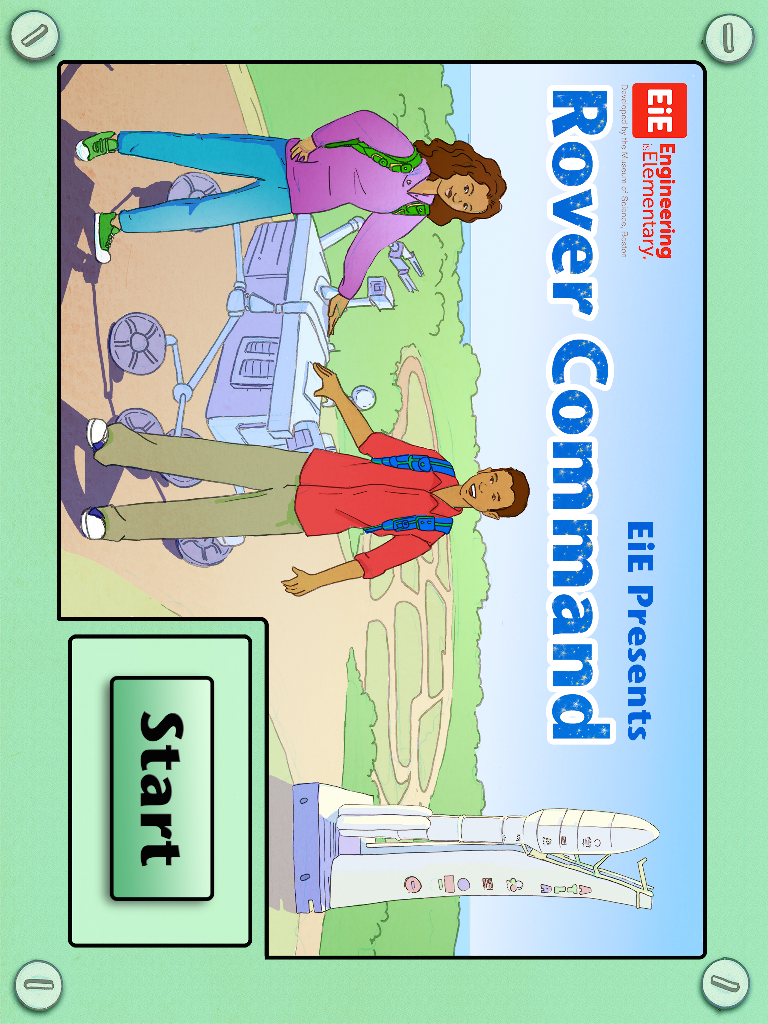 EiE
Engineering
is Elementary.
Developed by the Museum of Science, Boston
EiE Presents
Rover Command
Start